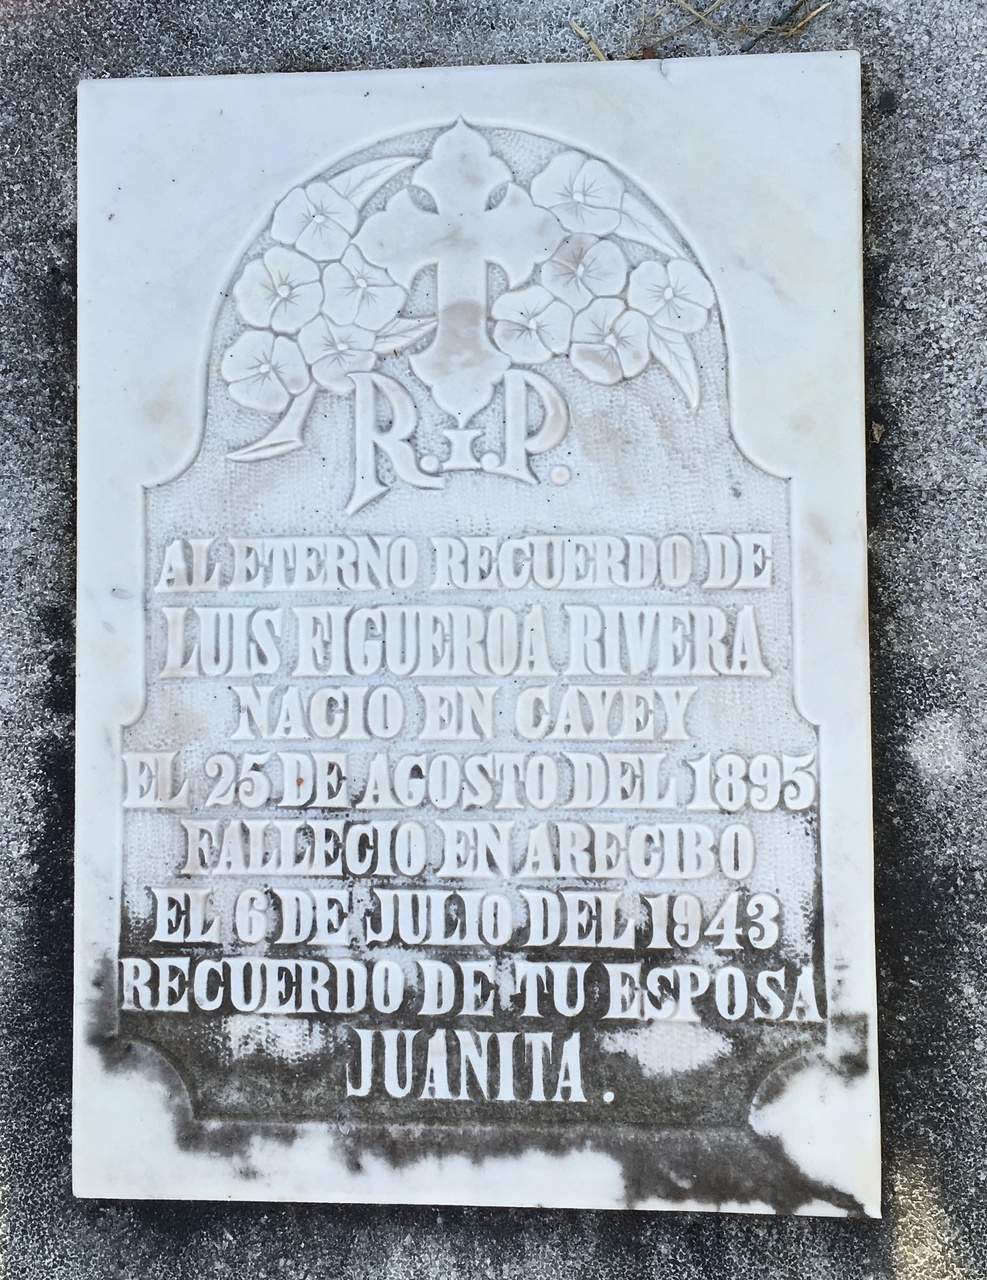 R.I.P.
AL ETERNO RECUERDO DE
LUIS FIGUEROA RIVERA
NACIO EN CAYEY
EL 25 DE AGOSTO DEL 1895
FALLECIO EN ARECIBO
EL 6 DE JULIO DEL 1943
RECUERDO DE TU ESPOSA
JUANITA.